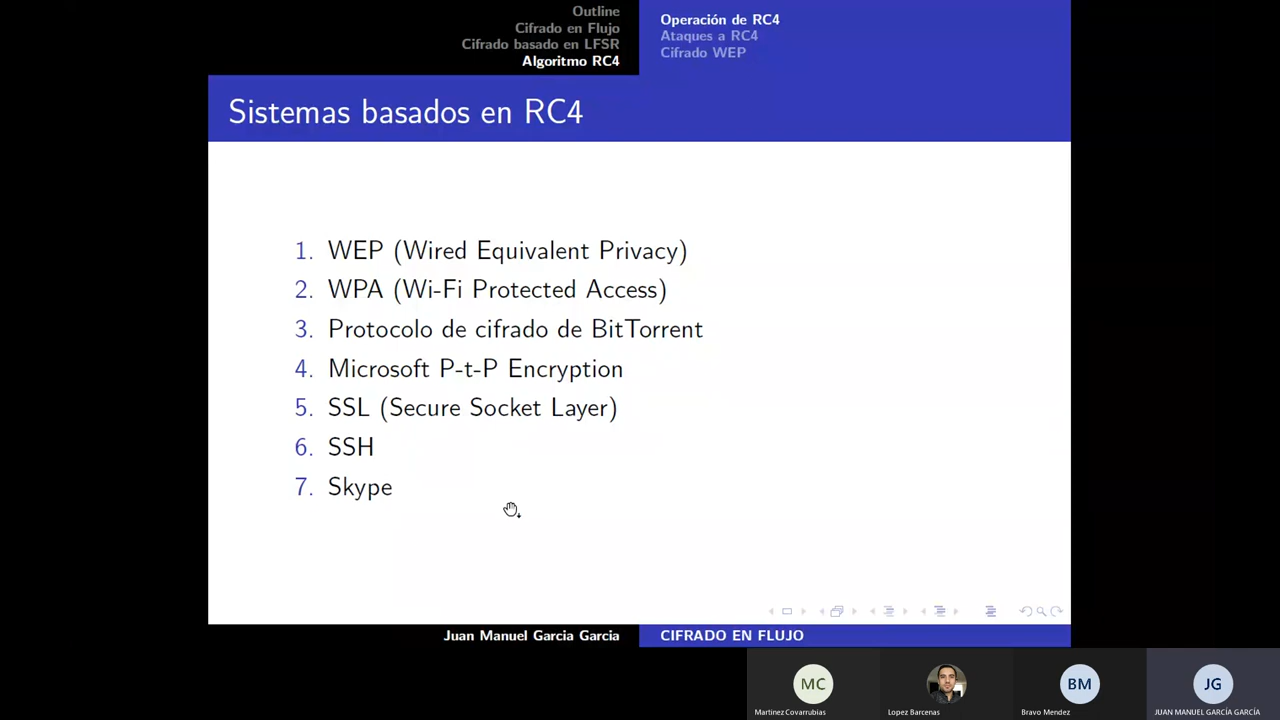 Outline
Cifrado en Flujo
Cifrado basado en LFSR
Algoritmo RC4
Operación de RC4
Ataques a RC4
Cifrado WEP
Sistemas basados en RC4
1. WEP (Wired Equivalent Privacy)
2. WPA (Wi-Fi Protected Access)
3. Protocolo de cifrado de BitTorrent
4. Microsoft P-t-P Encryption
5. SSL (Secure Socket Layer)
6. SSH
7. Skype
Juan Manuel Garcia Garcia
CIFRADO EN FLUJO
MC
BM
JG
Martinez Covarrubias
Lopez Barcenas
Bravo Mendez
JUAN MANUEL GARCÍA GARCÍA